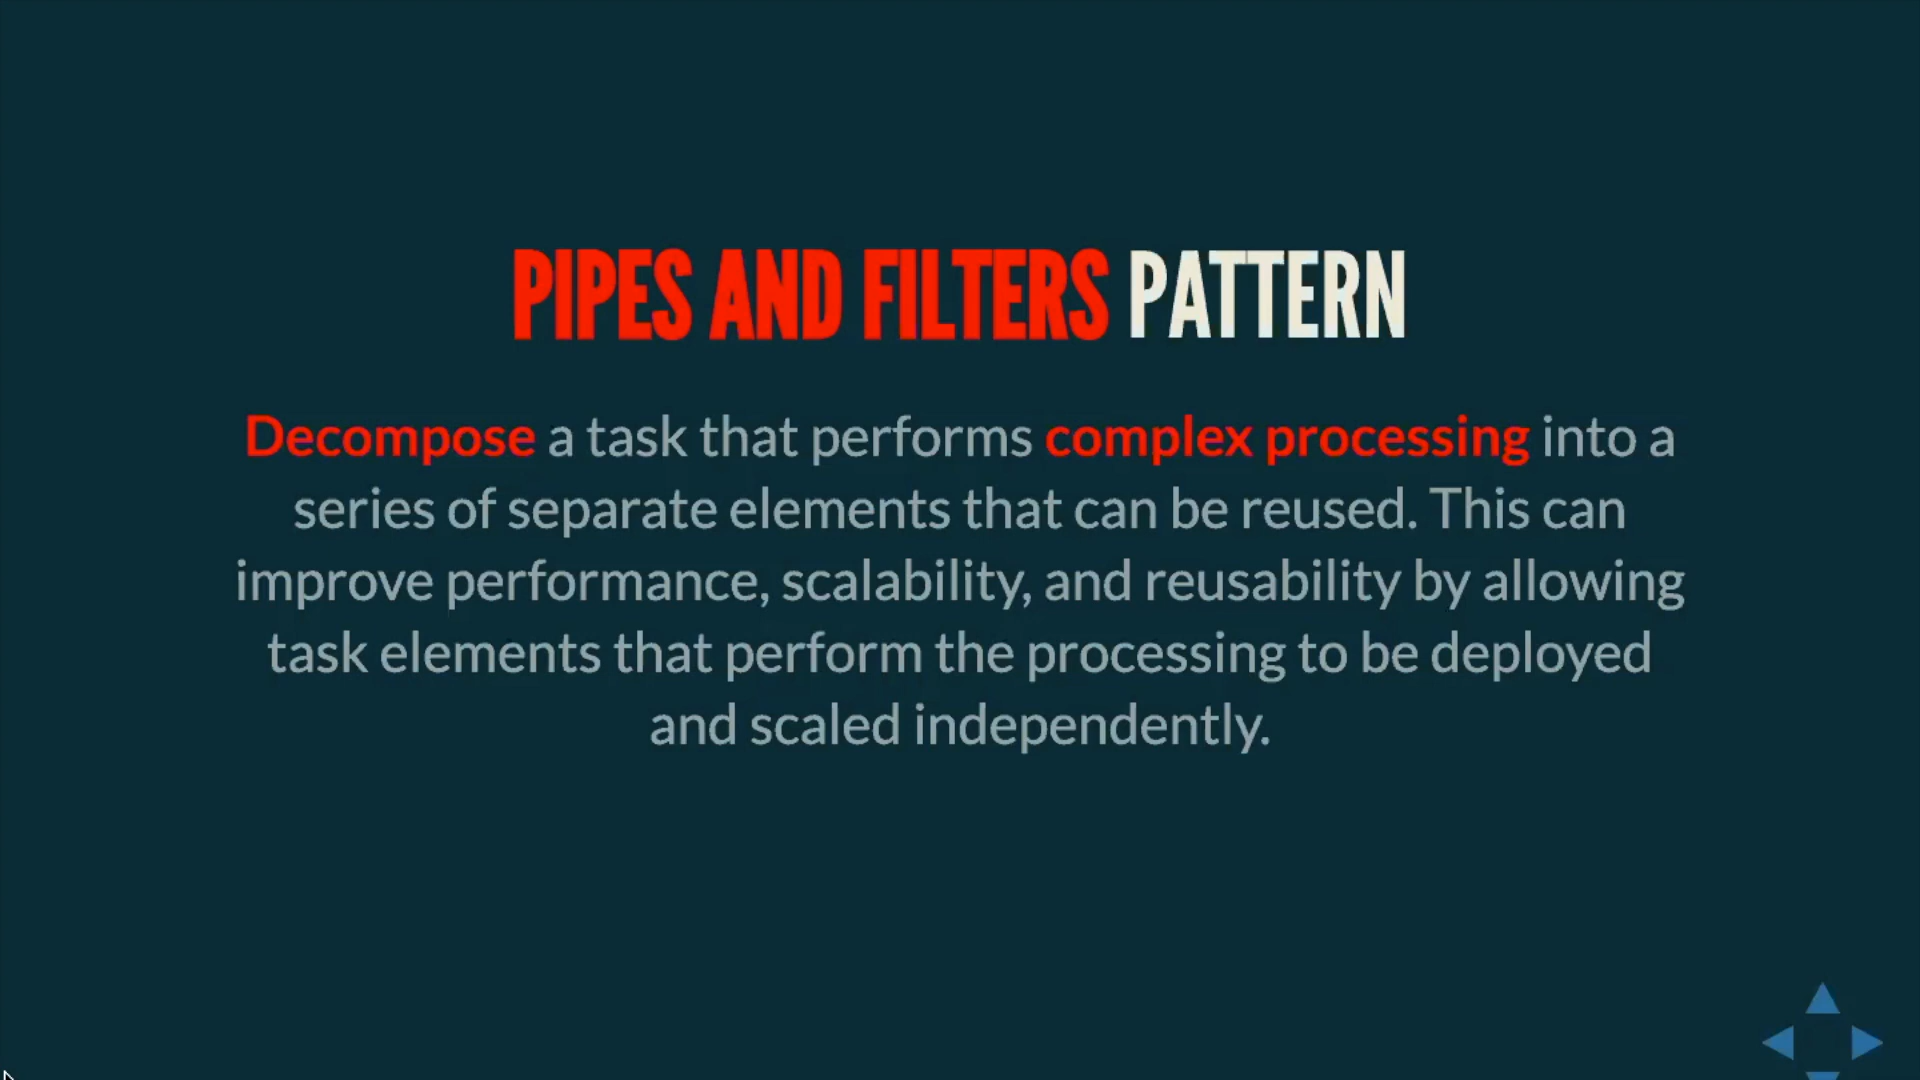 PIPES AND FILTERS PATTERN
Decompose a task that performs complex processing into a
series of separate elements that can be reused. This can
improve performance, scalability, and reusability by allowing
task elements that perform the processing to be deployed
and scaled independently.